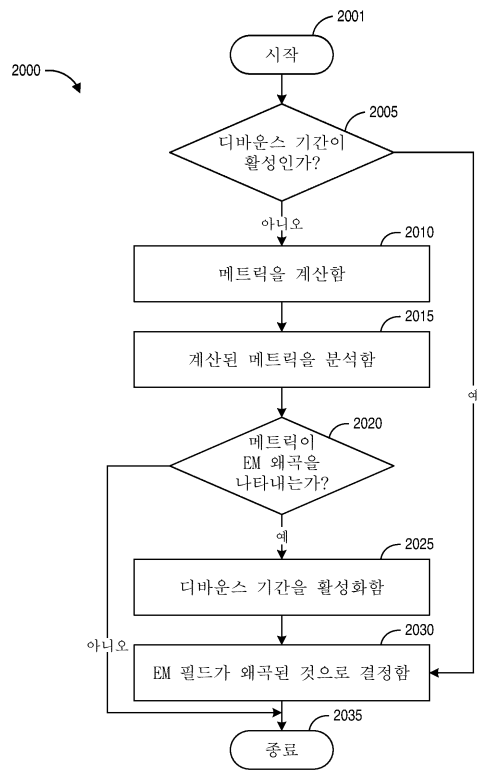 2001
시작
2000
2005
디바운스 기간이
활성인가?
아니오
2010
메트릭을 계산함
2015
계산된 메트릭을 분석함
예
2020
메트릭이
EM 왜곡을
나타내는가?
예
2025
디바운스 기간을 활성화함
아니오
2030
EM 필드가 왜곡된 것으로 결정함
2035
종료